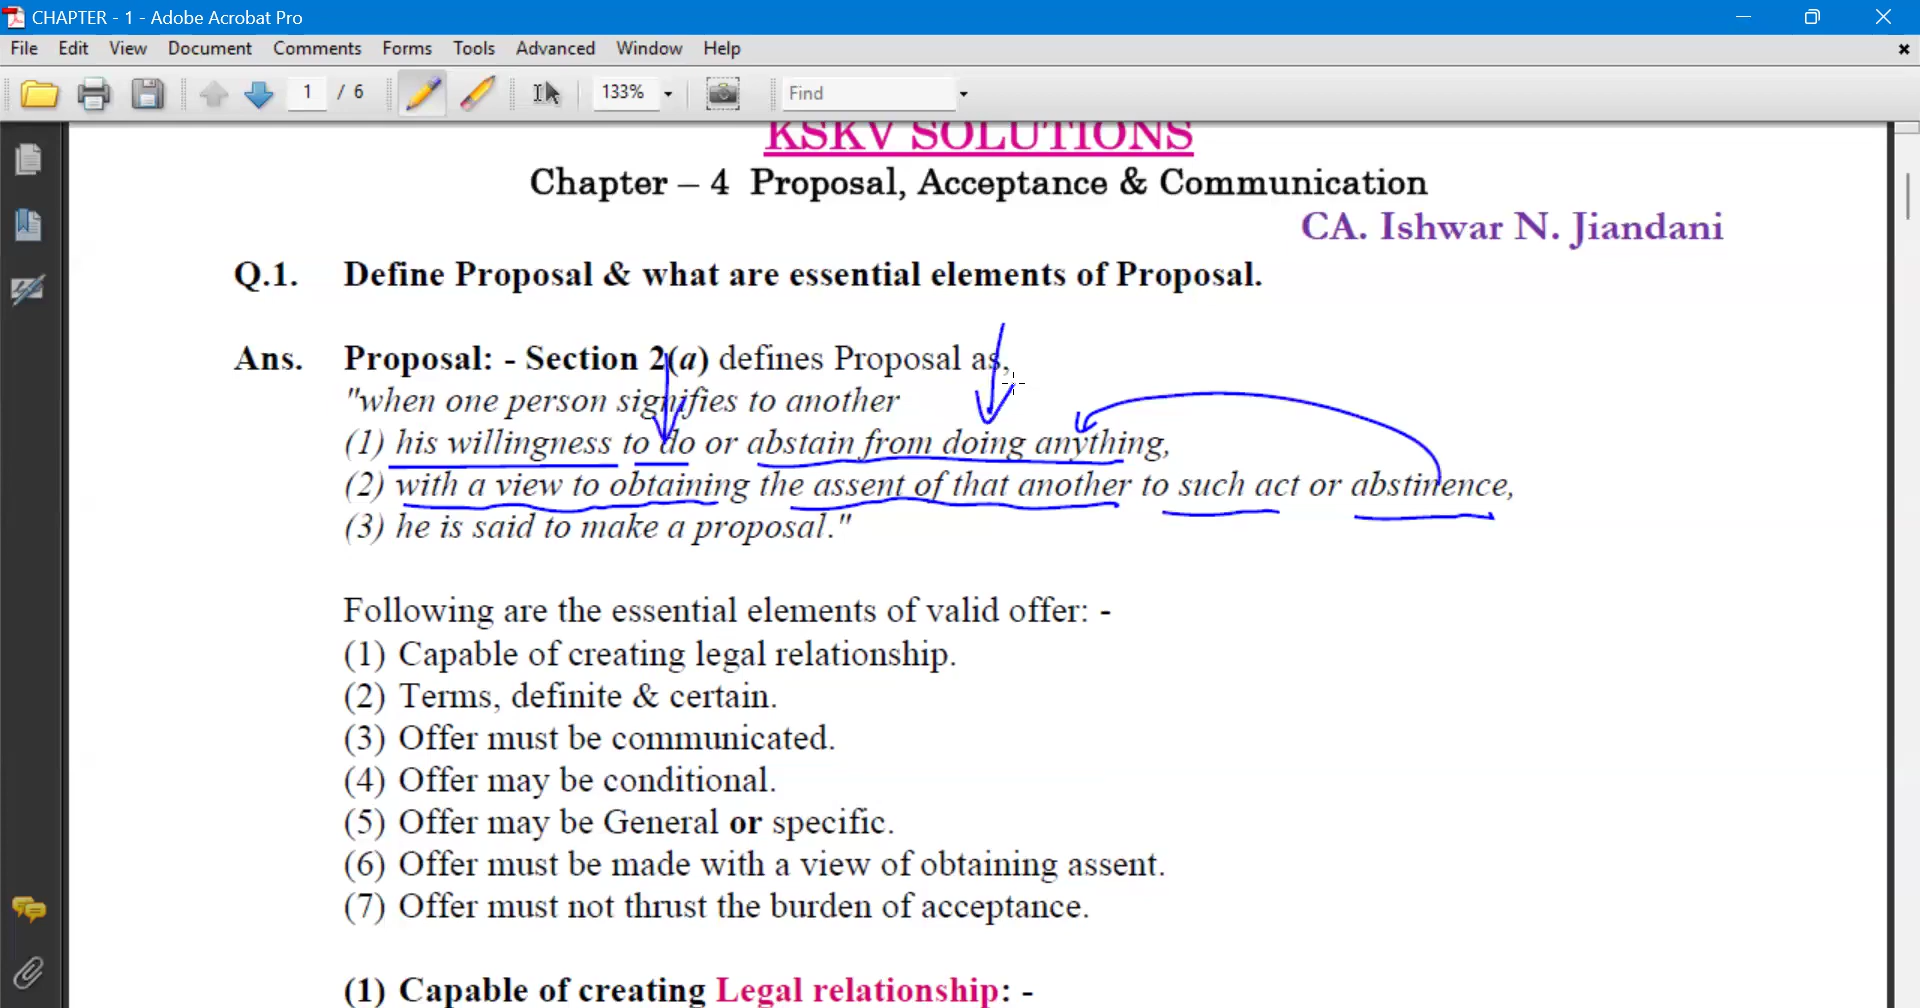 CHAPTER - 1 - Adobe Acrobat Pro
File Edit View Document Comments Forms Tools Advanced Window Help
1 / 6 133% Find
KSKV SOLUTIONS
Chapter – 4 Proposal, Acceptance & Communication
CA. Ishwar N. Jiandani
Q.1. Define Proposal & what are essential elements of Proposal.
Ans. Proposal: - Section 2(a) defines Proposal as,
"when one person signifies to another
(1) his willingness to do or abstain from doing anything,
(2) with a view to obtaining the assent of that another to such act or abstinence,
(3) he is said to make a proposal."
Following are the essential elements of valid offer: -
(1) Capable of creating legal relationship.
(2) Terms, definite & certain.
(3) Offer must be communicated.
(4) Offer may be conditional.
(5) Offer may be General or specific.
(6) Offer must be made with a view of obtaining assent.
(7) Offer must not thrust the burden of acceptance.
(1) Capable of creating Legal relationship: -